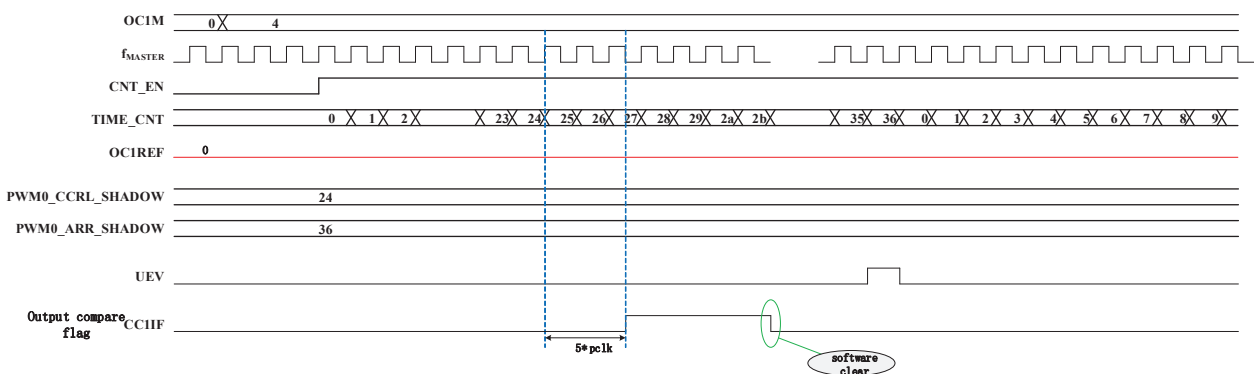 OC1M 0 4
fMASTER
CNT_EN
TIME_CNT 0 1 2 23 24 25 26 27 28 29 2a 2b 35 36 0 1 2 3 4 5 6 7 8 9
OC1REF 0
PWM0_CCRL_SHADOW 24
PWM0_ARR_SHADOW 36
UEV
Output compare
flag
CC1IF
5*pclk
software
clear